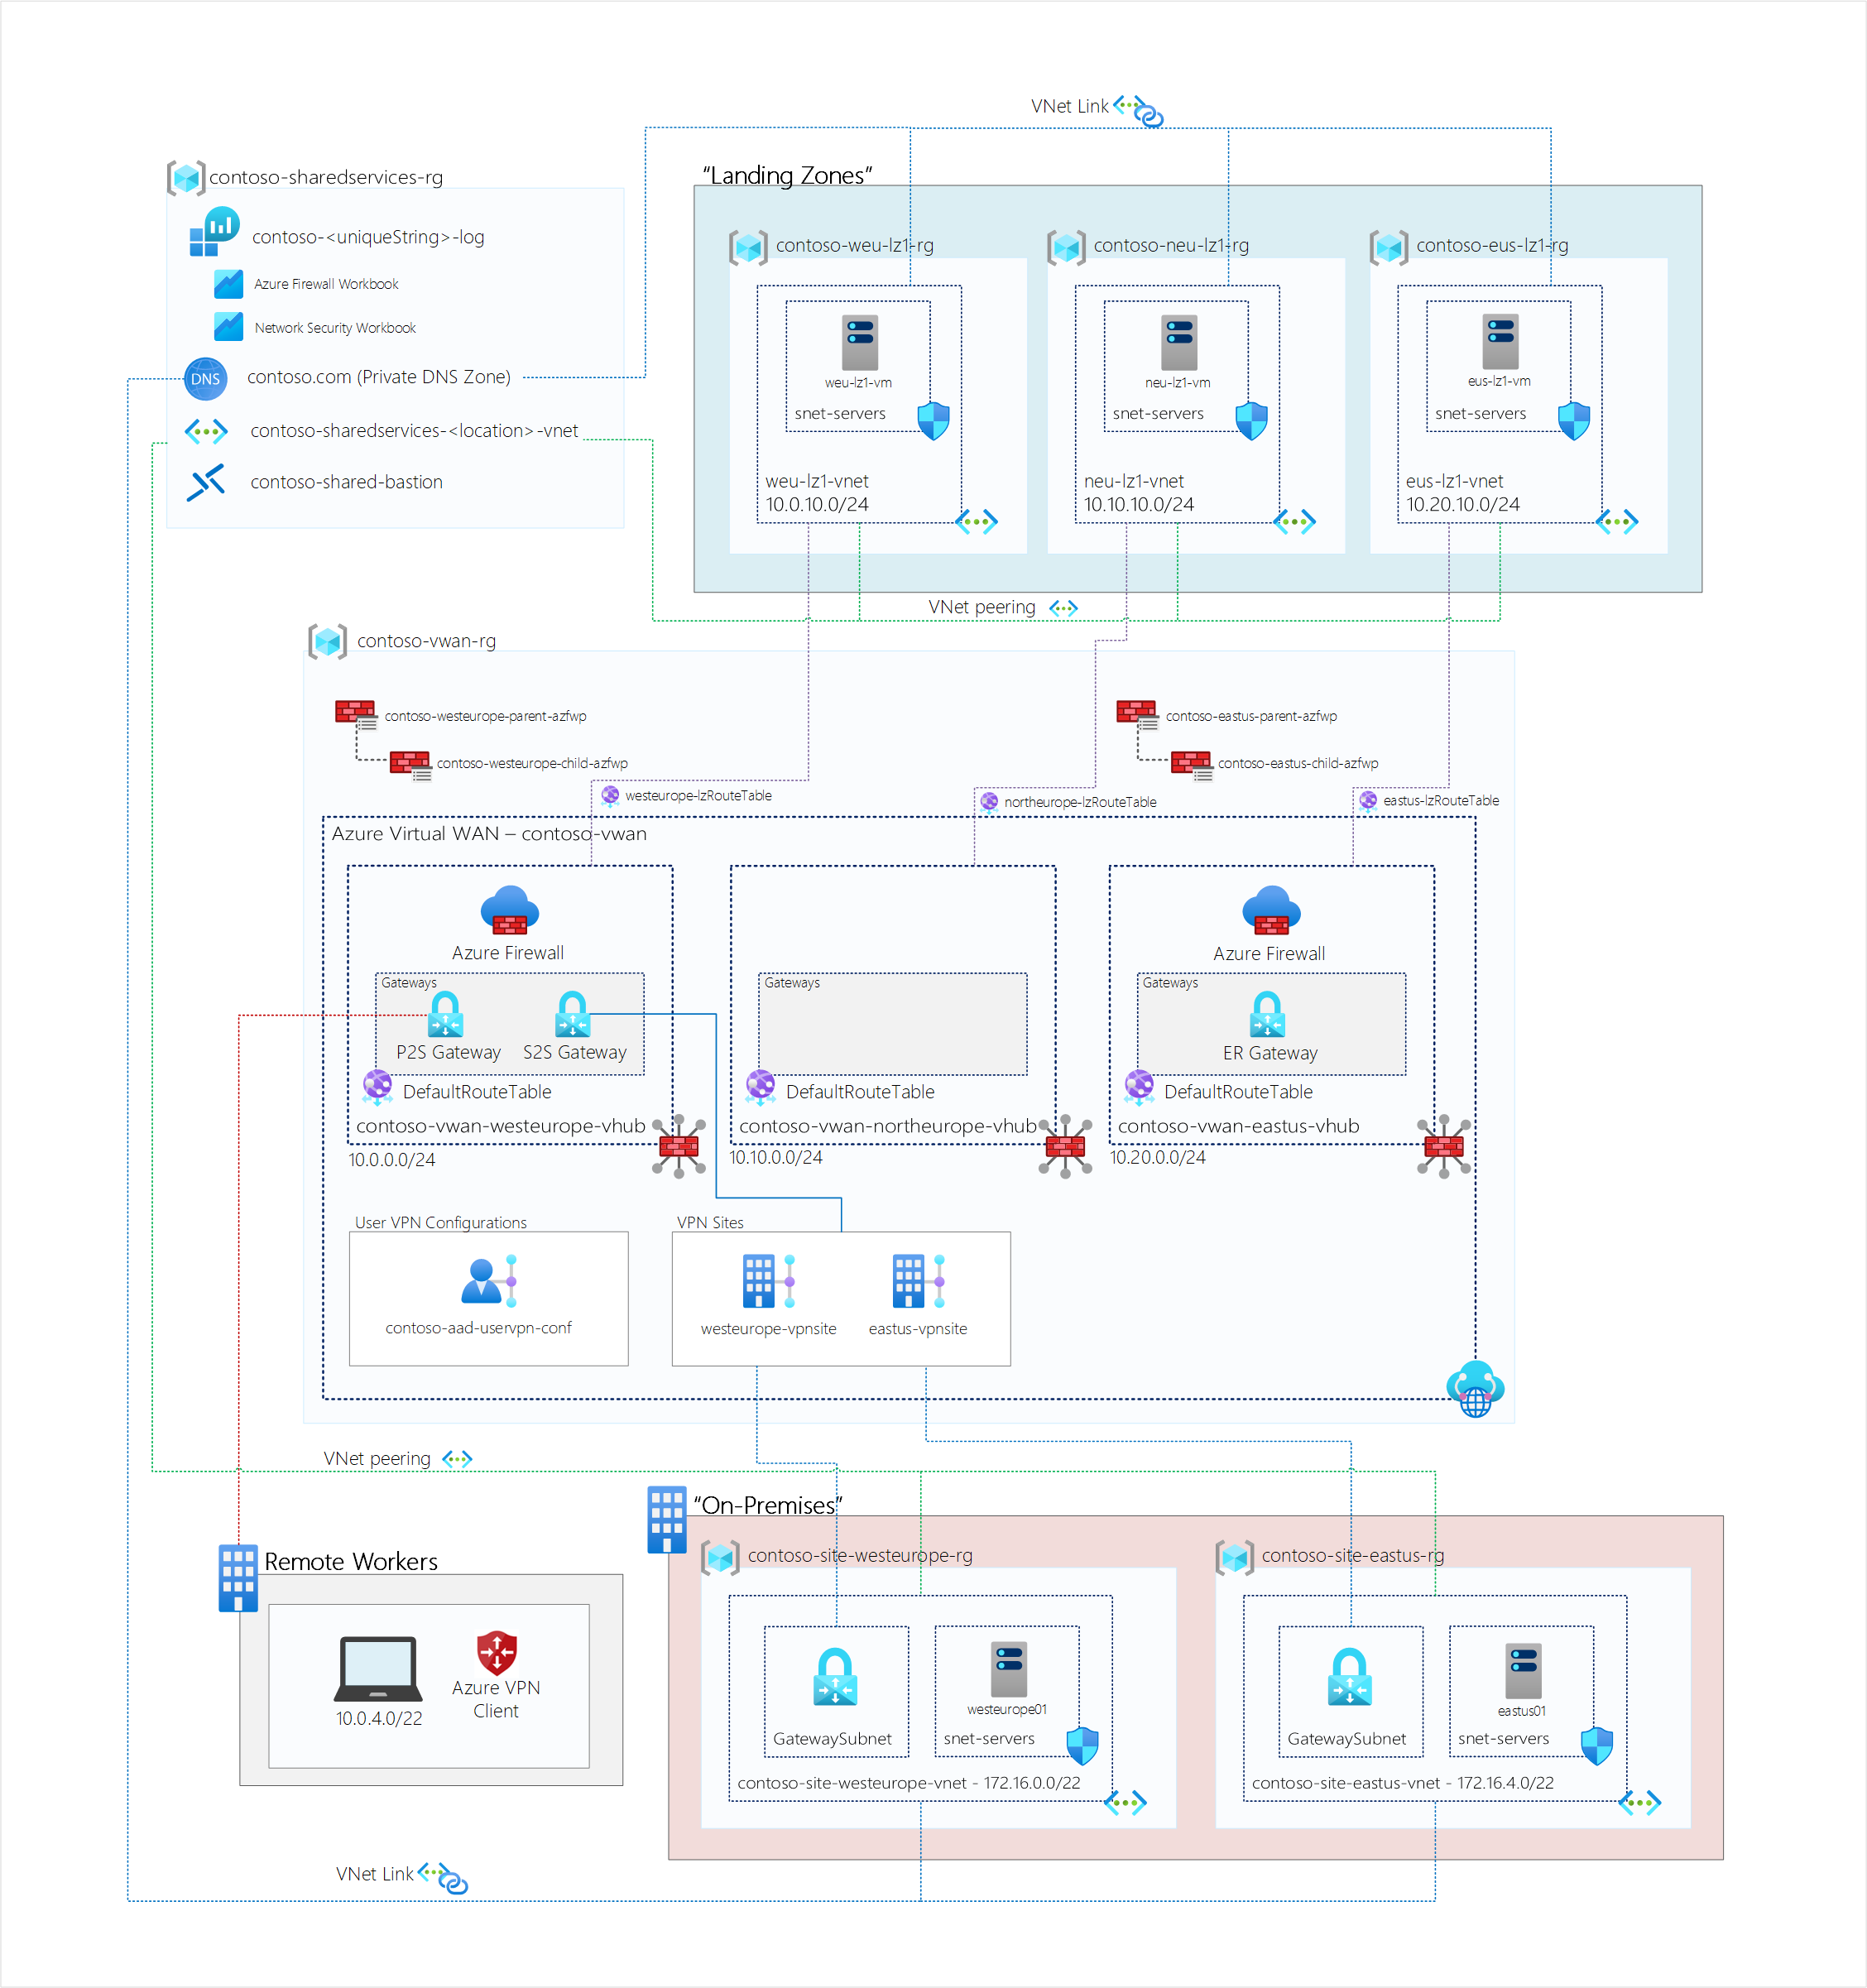 VNet Link
contoso-sharedservices-rg
contoso-<uniqueString>-log
Azure Firewall Workbook
Network Security Workbook
DNS
contoso.com (Private DNS Zone)
contoso-sharedservices-<location>-vnet
contoso-shared-bastion
“Landing Zones”
contoso-weu-lz1-rg
weu-lz1-vm
snet-servers
weu-lz1-vnet
10.0.10.0/24
contoso-neu-lz1-rg
neu-lz1-vm
snet-servers
neu-lz1-vnet
10.10.10.0/24
contoso-eus-lz1-rg
eus-lz1-vm
snet-servers
eus-lz1-vnet
10.20.10.0/24
VNet peering
contoso-vwan-rg
contoso-westeurope-parent-azfwp
contoso-westeurope-child-azfwp
contoso-eastus-parent-azfwp
contoso-eastus-child-azfwp
westeurope-lzRouteTable
northeurope-lzRouteTable
eastus-lzRouteTable
Azure Virtual WAN – contoso-vwan
Azure Firewall
Gateways
P2S Gateway
S2S Gateway
DefaultRouteTable
contoso-vwan-westeurope-vhub
10.0.0.0/24
Gateways
DefaultRouteTable
contoso-vwan-northeurope-vhub
10.10.0.0/24
Azure Firewall
Gateways
ER Gateway
DefaultRouteTable
contoso-vwan-eastus-vhub
10.20.0.0/24
User VPN Configurations
contoso-aad-uservpn-conf
VPN Sites
westeurope-vpnsite
eastus-vpnsite
VNet peering
Remote Workers
10.0.4.0/22
Azure VPN
Client
“On-Premises”
contoso-site-westeurope-rg
GatewaySubnet
westeurope01
snet-servers
contoso-site-westeurope-vnet - 172.16.0.0/22
contoso-site-eastus-rg
GatewaySubnet
eastus01
snet-servers
contoso-site-eastus-vnet - 172.16.4.0/22
VNet Link